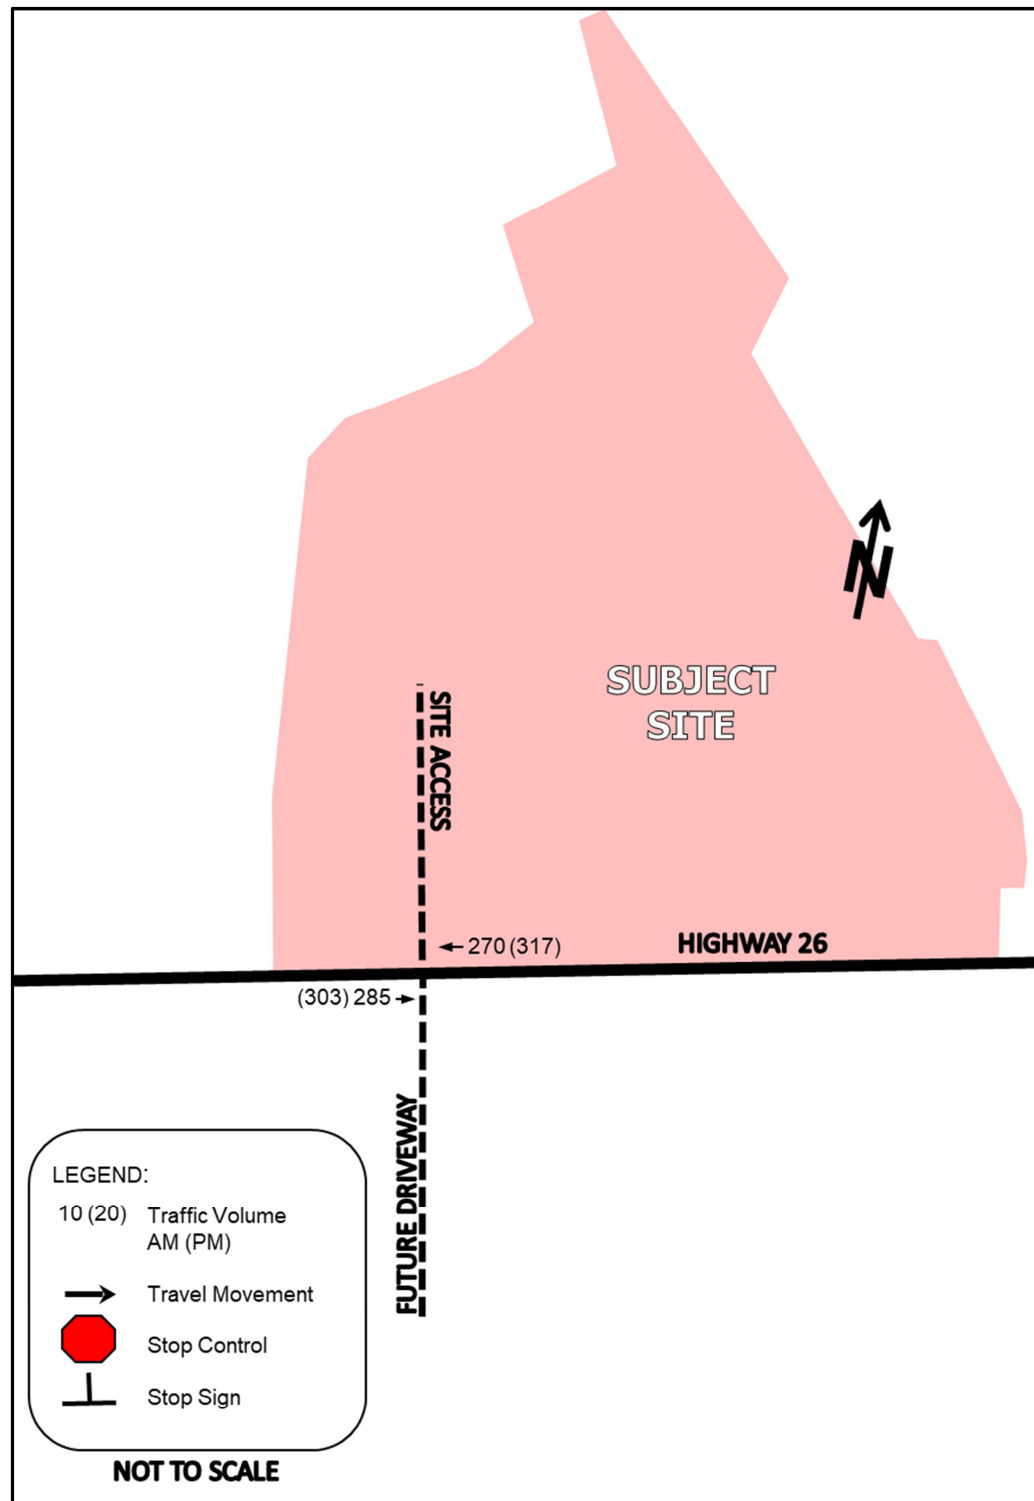 N
SUBJECT
SITE
SITE ACCESS
270 (317)
HIGHWAY 26
(303) 285
FUTURE DRIVEWAY
LEGEND:
10 (20) Traffic Volume
AM (PM)
Travel Movement
Stop Control
Stop Sign
NOT TO SCALE